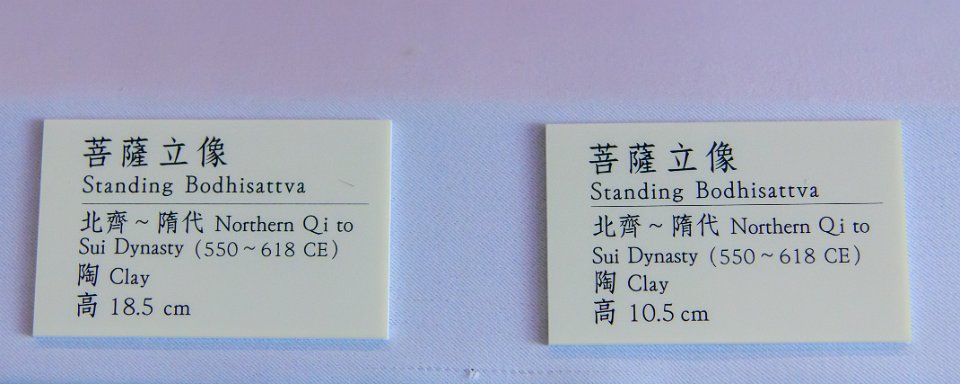 菩薩立像
Standing Bodhisattva
北齊～隋代 Northern Qi to
Sui Dynasty (550～618 CE)
陶 Clay
高 18.5 cm
菩薩立像
Standing Bodhisattva
北齊～隋代 Northern Qi to
Sui Dynasty (550～618 CE)
陶 Clay
高 10.5 cm